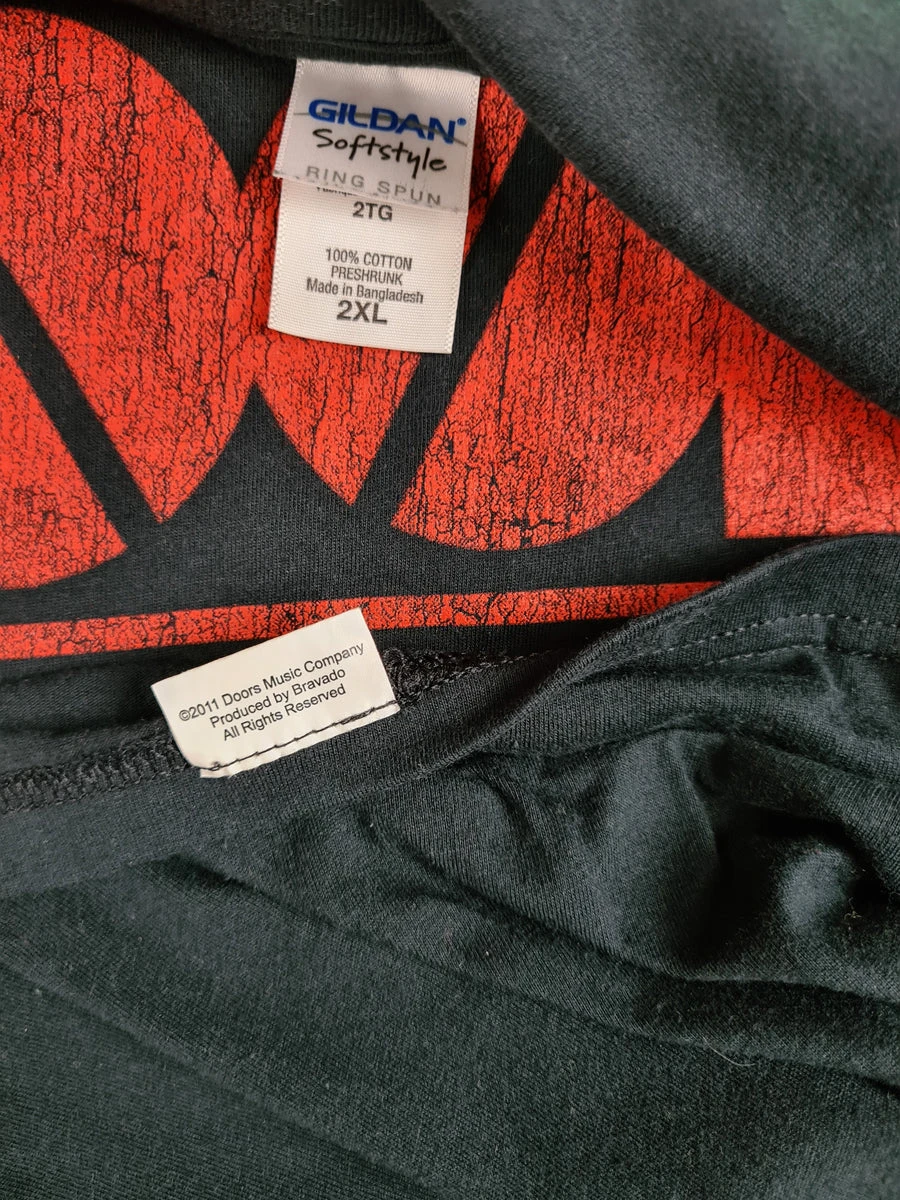 GILDAN®
Softstyle
RING SPUN
2TG
100% COTTON
PRESHRUNK
Made in Bangladesh
2XL
©2011 Doors Music Company
Produced by Bravado
All Rights Reserved